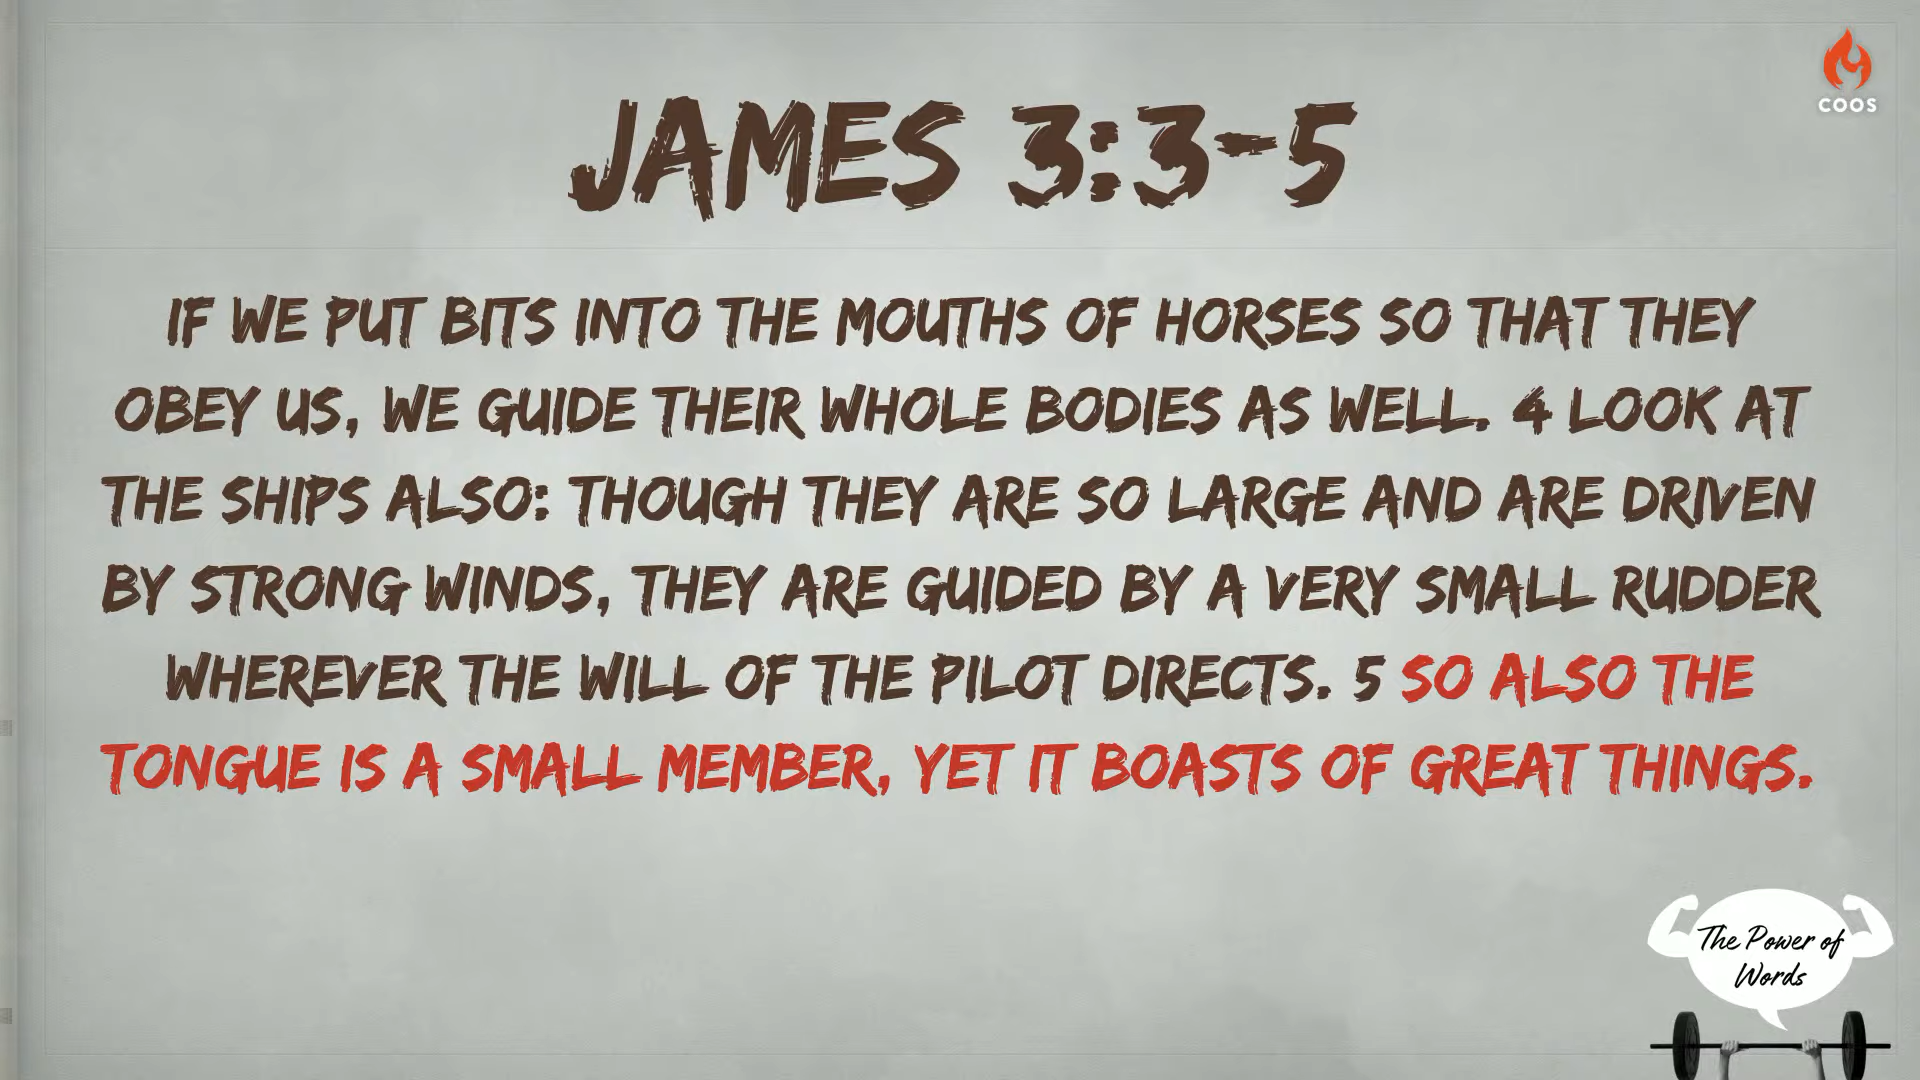 JAMES 3:3-5
COOS
IF WE PUT BITS INTO THE MOUTHS OF HORSES SO THAT THEY
OBEY US, WE GUIDE THEIR WHOLE BODIES AS WELL. 4 LOOK AT
THE SHIPS ALSO: THOUGH THEY ARE SO LARGE AND ARE DRIVEN
BY STRONG WINDS, THEY ARE GUIDED BY A VERY SMALL RUDDER
WHEREVER THE WILL OF THE PILOT DIRECTS. 5 SO ALSO THE
TONGUE IS A SMALL MEMBER, YET IT BOASTS OF GREAT THINGS.
The Power of
Words